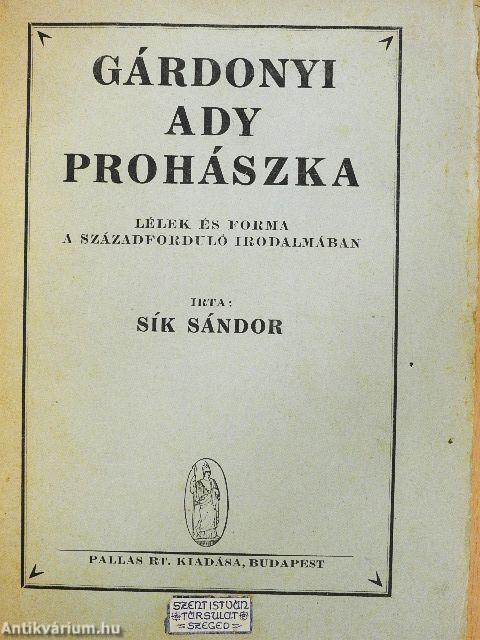 GÁRDONYI
ADY
PROHÁSZKA
LÉLEK ÉS FORMA
A SZÁZADFORDULÓ IRODALMÁBAN
IRTA:
SÍK SÁNDOR
PALLAS RT. KIADÁSA, BUDAPEST
SZENT ISTVÁN
TÁRSULAT
SZEGED
Antikvárium.hu